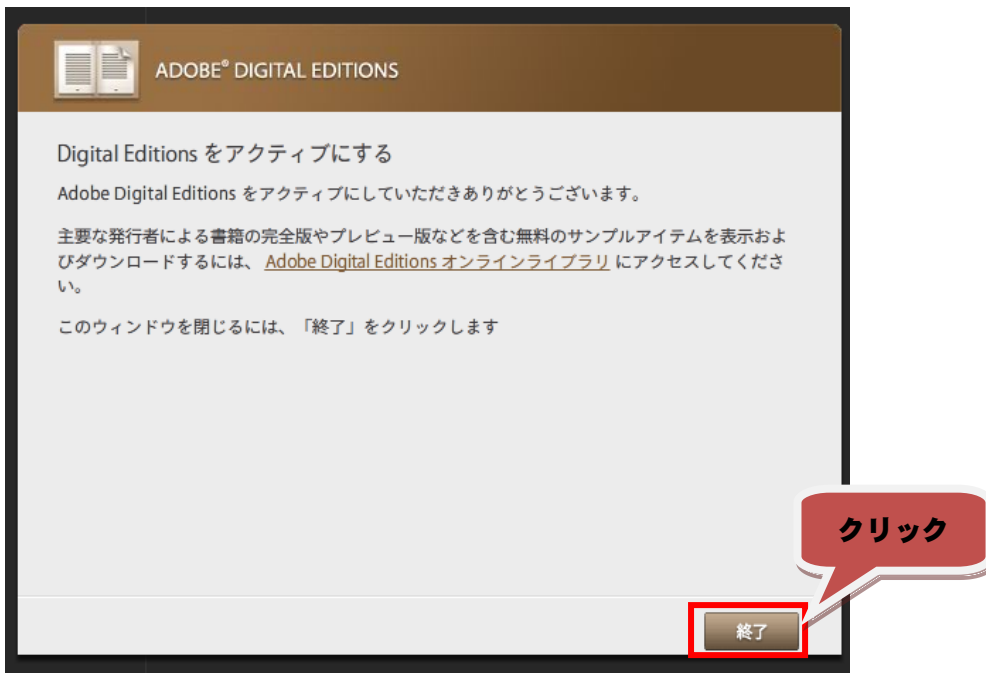 ADOBE® DIGITAL EDITIONS
Digital Editions をアクティブにする
Adobe Digital Editions をアクティブにしていただきありがとうございます。
主要な発行者による書籍の完全版やプレビュー版などを含む無料のサンプルアイテムを表示およ
びダウンロードするには、 Adobe Digital Editions オンラインライブラリ にアクセスしてくださ
い。
このウィンドウを閉じるには、「終了」をクリックします
クリック
終了